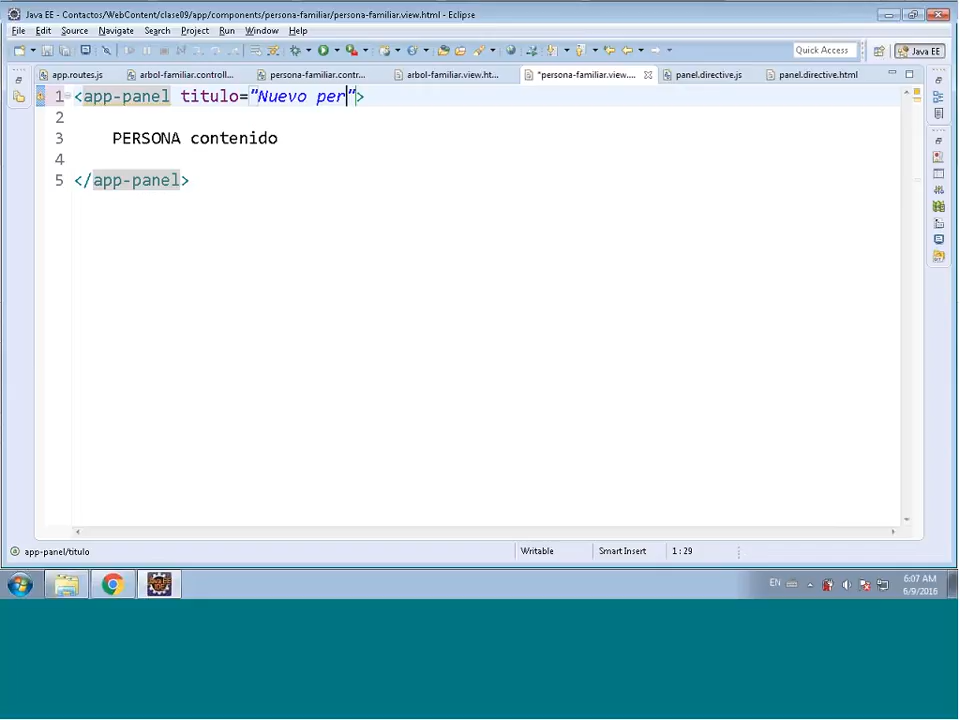 Java EE - Contactos/WebContent/clase09/app/components/persona-familiar/persona-familiar.view.html - Eclipse
File Edit Source Navigate Search Project Run Window Help
Quick Access Java EE
app.routes.js arbol-familiar.controll... persona-familiar.contr... arbol-familiar.view.ht... *persona-familiar.view.... panel.directive.js panel.directive.html
1 <app-panel titulo="Nuevo per">
2
3 PERSONA contenido
4
5 </app-panel>
app-panel/titulo Writable Smart Insert 1:29
EN 6:07 AM
6/9/2016